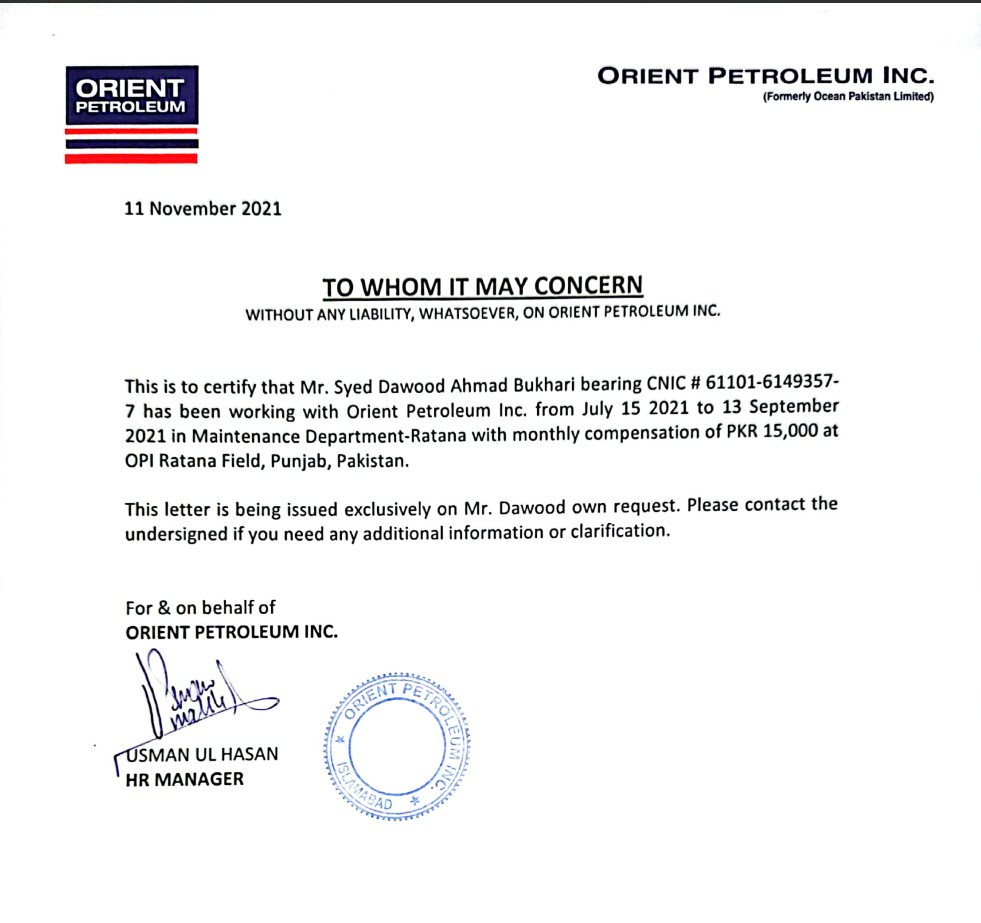 ORIENT
PETROLEUM
ORIENT PETROLEUM INC.
(Formerly Ocean Pakistan Limited)
11 November 2021
TO WHOM IT MAY CONCERN
WITHOUT ANY LIABILITY, WHATSOEVER, ON ORIENT PETROLEUM INC.
This is to certify that Mr. Syed Dawood Ahmad Bukhari bearing CNIC # 61101-6149357-
7 has been working with Orient Petroleum Inc. from July 15 2021 to 13 September
2021 in Maintenance Department-Ratana with monthly compensation of PKR 15,000 at
OPI Ratana Field, Punjab, Pakistan.
This letter is being issued exclusively on Mr. Dawood own request. Please contact the
undersigned if you need any additional information or clarification.
For & on behalf of
ORIENT PETROLEUM INC.
USMAN UL HASAN
HR MANAGER
ORIENT PETROLEUM INC.
ISLAMABAD